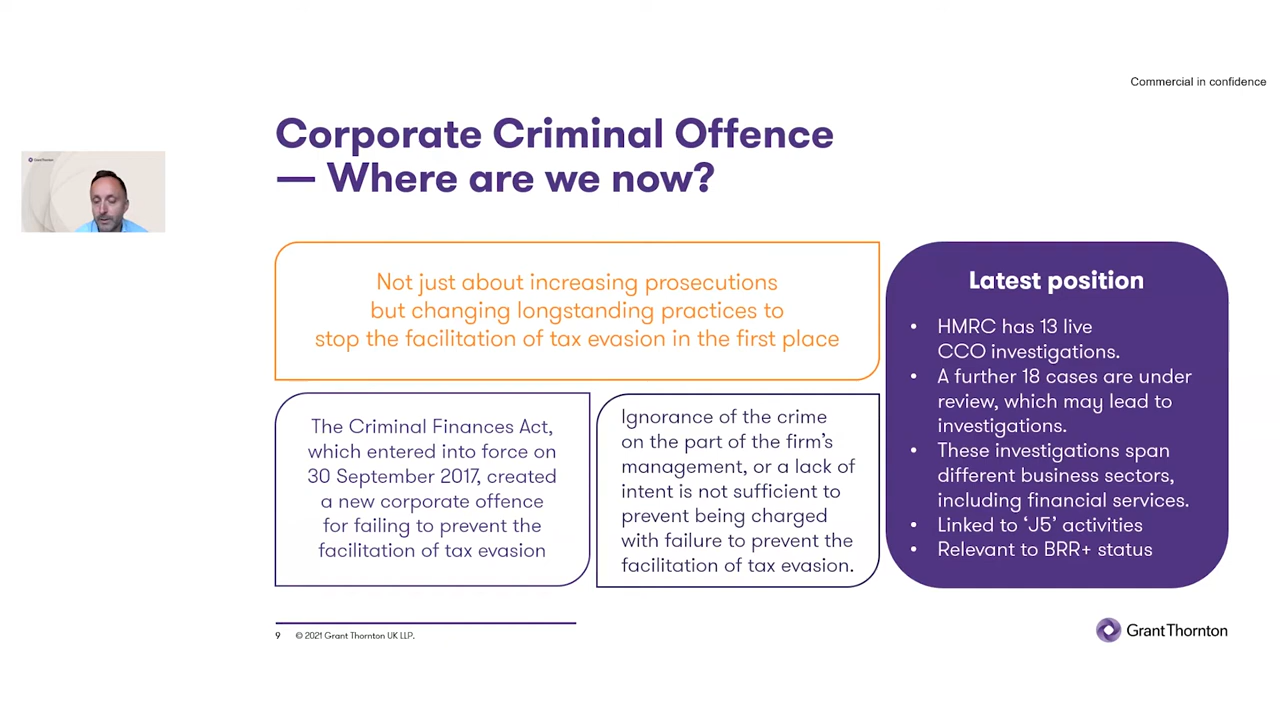 Commercial in confidence
Corporate Criminal Offence
— Where are we now?
GrantThornton
Not just about increasing prosecutions
but changing longstanding practices to
stop the facilitation of tax evasion in the first place
The Criminal Finances Act,
which entered into force on
30 September 2017, created
a new corporate offence
for failing to prevent the
facilitation of tax evasion
Ignorance of the crime
on the part of the firm's
management, or a lack of
intent is not sufficient to
prevent being charged
with failure to prevent the
facilitation of tax evasion.
Latest position
• HMRC has 13 live
CCO investigations.
• A further 18 cases are under
review, which may lead to
investigations.
• These investigations span
different business sectors,
including financial services.
• Linked to ‘J5’ activities
• Relevant to BRR+ status
9 © 2021 Grant Thornton UK LLP.
GrantThornton